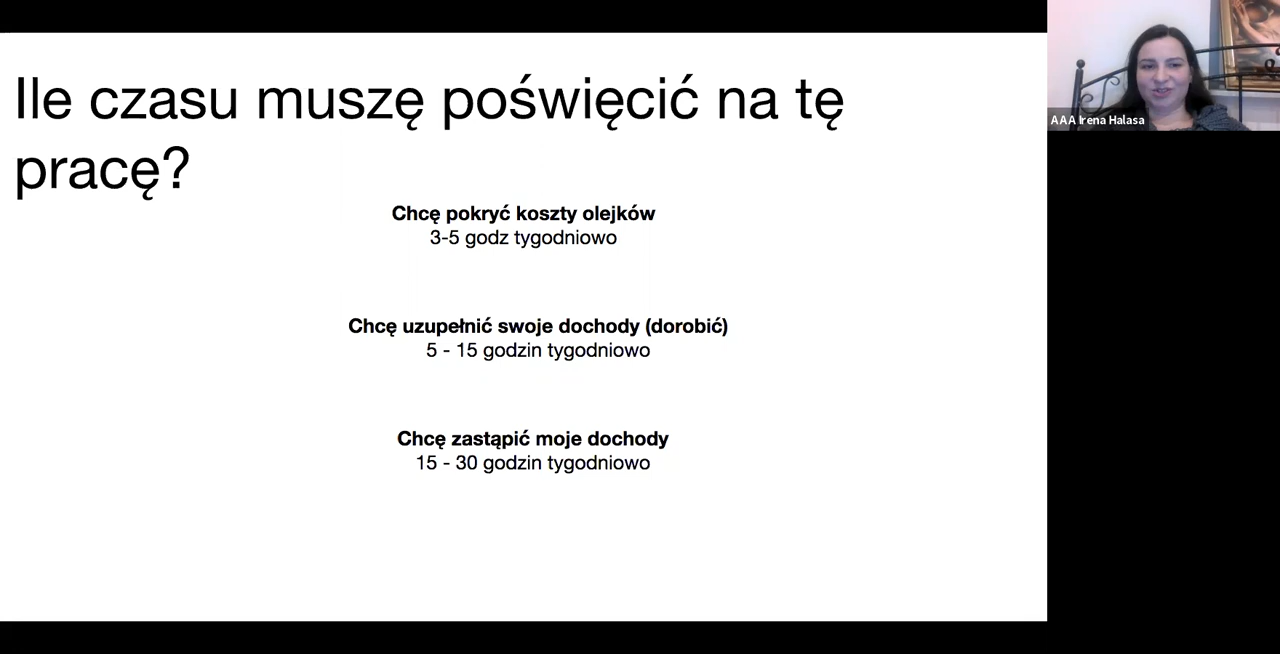 Ile czasu muszę poświęcić na tę
pracę?
Chcę pokryć koszty olejków
3-5 godz tygodniowo
Chcę uzupełnić swoje dochody (dorobić)
5 - 15 godzin tygodniowo
Chcę zastąpić moje dochody
15 - 30 godzin tygodniowo
AAA Irena Halasa